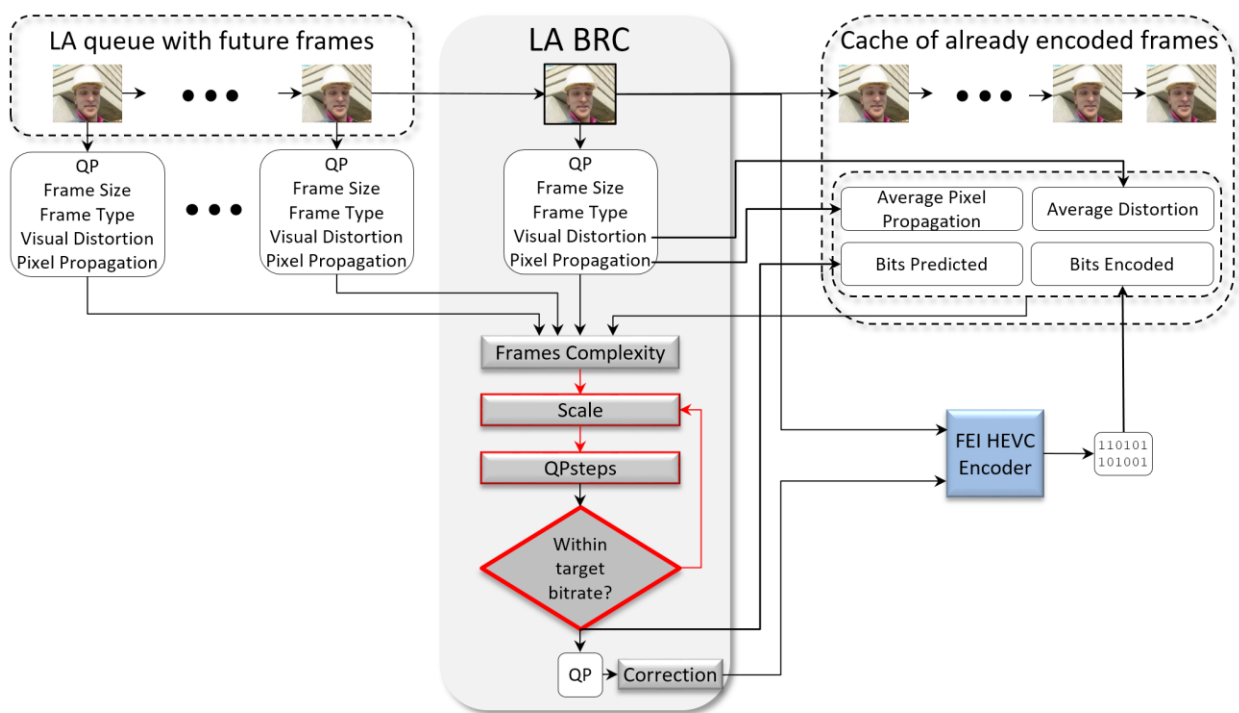 LA queue with future frames
LA BRC
Cache of already encoded frames
QP
Frame Size
Frame Type
Visual Distortion
Pixel Propagation
QP
Frame Size
Frame Type
Visual Distortion
Pixel Propagation
QP
Frame Size
Frame Type
Visual Distortion
Pixel Propagation
Average Pixel
Propagation
Average Distortion
Bits Predicted
Bits Encoded
Frames Complexity
Scale
QPsteps
Within
target
bitrate?
QP
Correction
FEI HEVC
Encoder
110101
101001